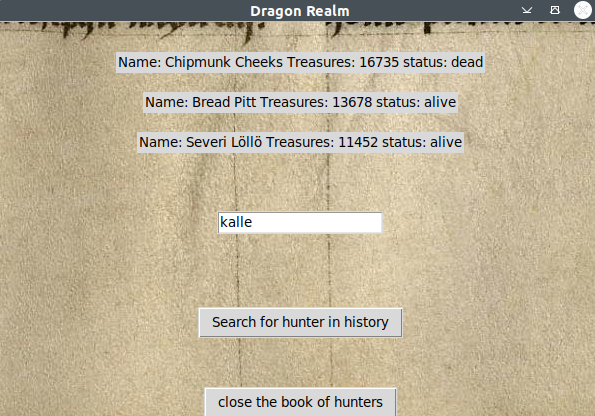 Dragon Realm
Name: Chipmunk Cheeks Treasures: 16735 status: dead
Name: Bread Pitt Treasures: 13678 status: alive
Name: Severi Löllö Treasures: 11452 status: alive
kalle
Search for hunter in history
close the book of hunters